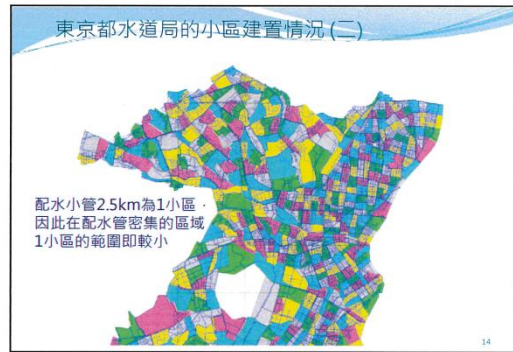 東京都水道局的小區建置情況(二)
配水小管2.5km為1小區，
因此在配水管密集的區域
1小區的範圍即較小
14